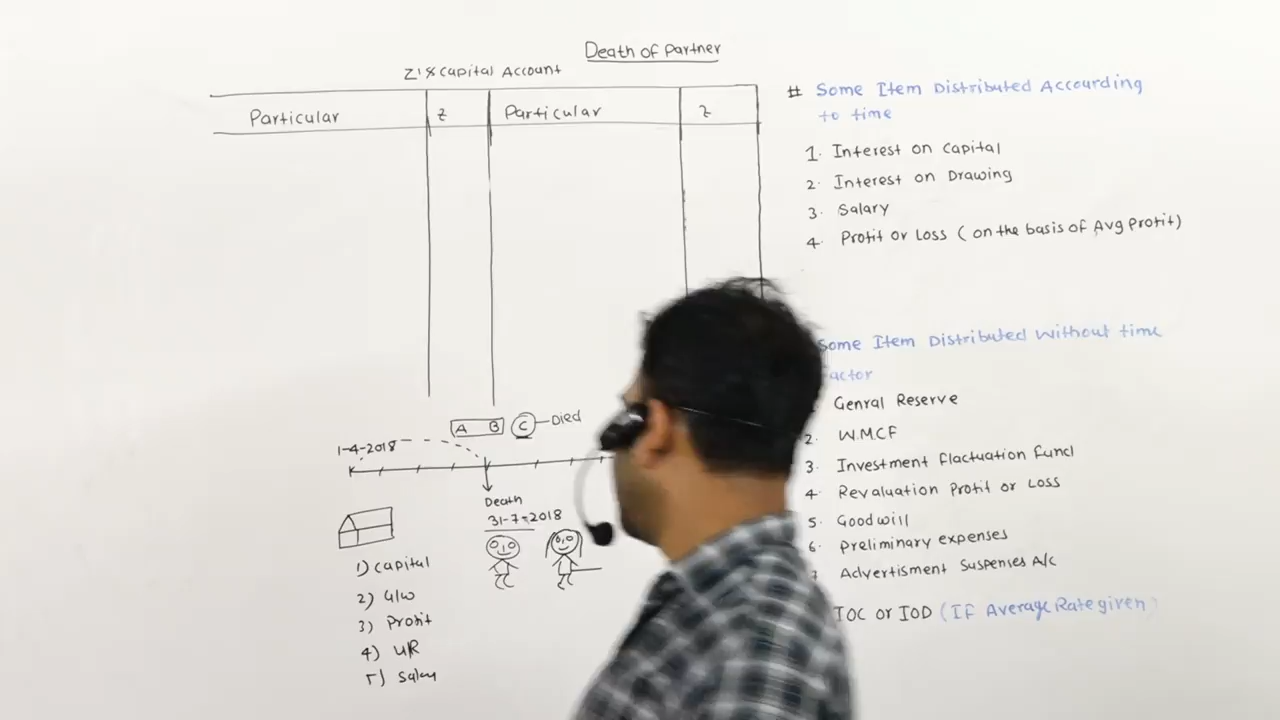 Death of Partner
Z's Capital Account
Particular z Particular z
1-4-2018
A B C Died
Death
31-7-2018
1) Capital
2) G/W
3) Profit
4) UR
5) Salary
# Some Item Distributed Accourding
to time
1. Interest on Capital
2. Interest on Drawing
3. Salary
4. Profit or Loss ( on the basis of Avg Profit)
Some Item Distributed without time
actor
Genral Reserve
2. W.M.C.F
3. Investment Flactuation Fund
4. Revaluation Profit or Loss
5. Goodwill
6. Preliminary expenses
7. Advertisment Suspenses A/c
IOC or IOD (IF Average Rate given)